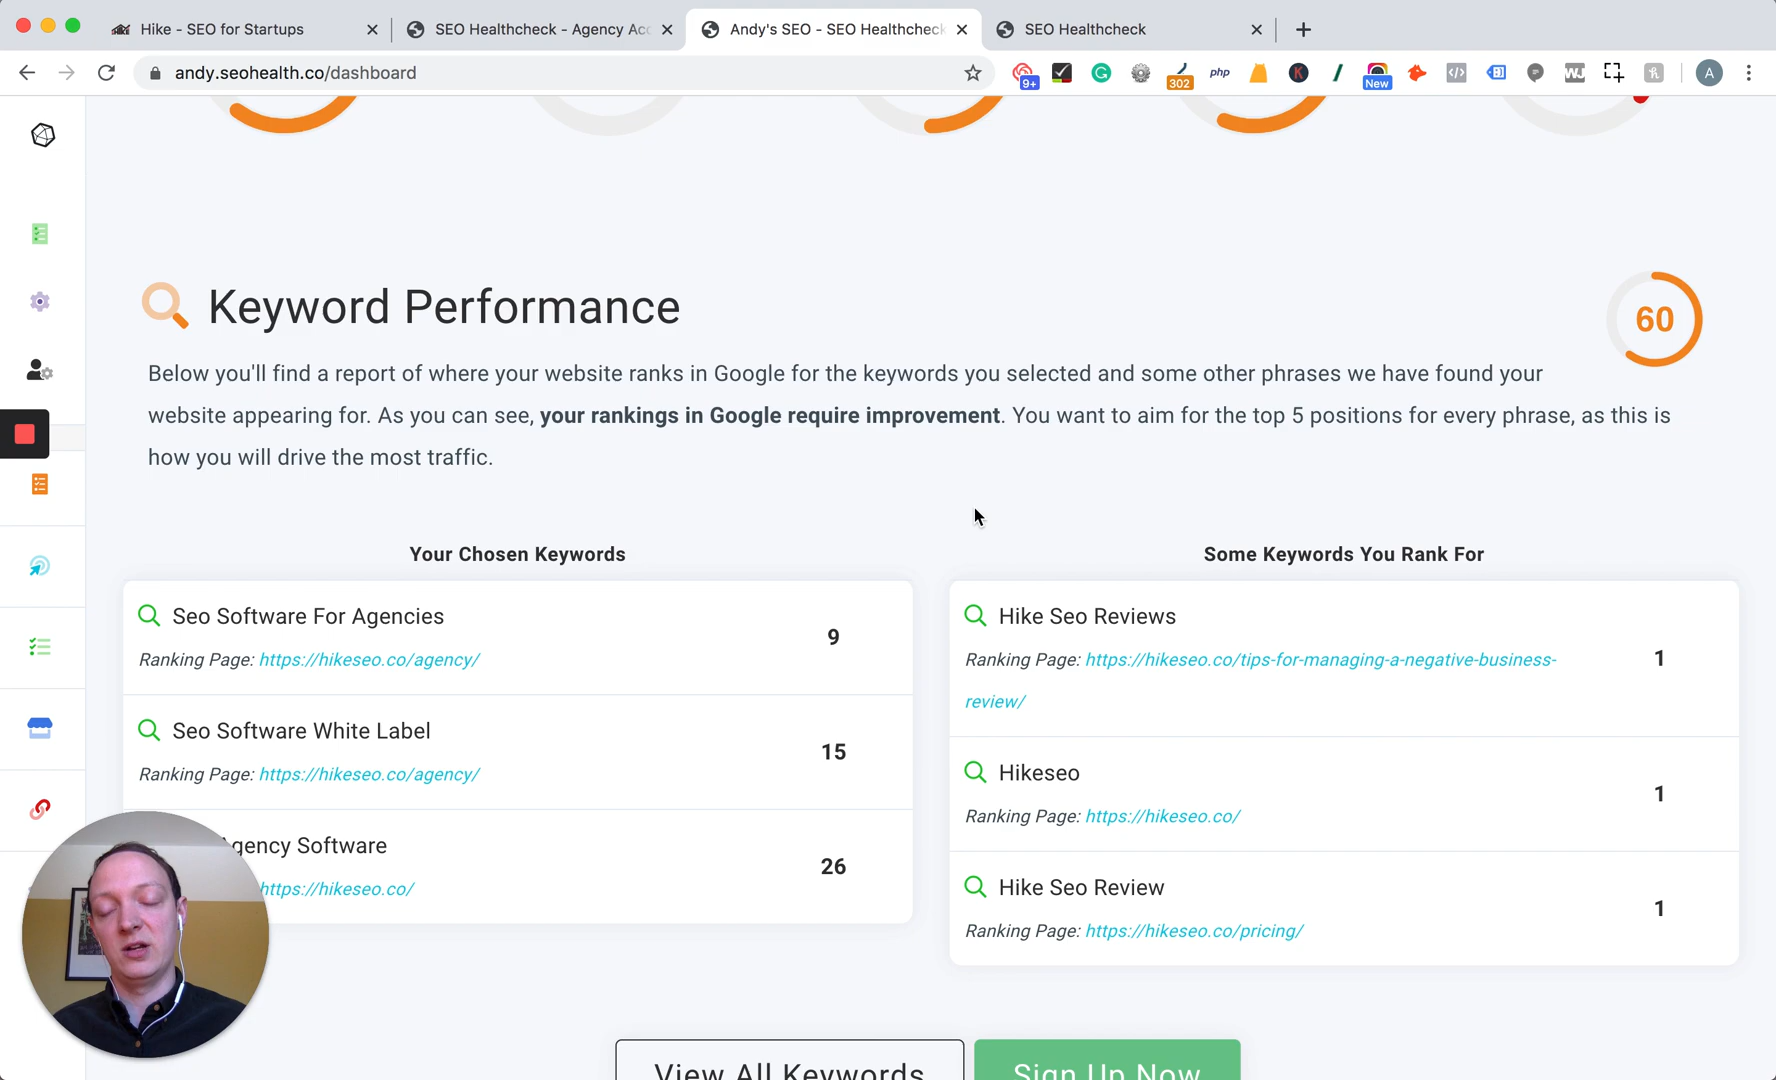 Hike - SEO for Startups
SEO Healthcheck - Agency Acc
Andy's SEO - SEO Healthcheck
SEO Healthcheck
andy.seohealth.co/dashboard
9+
302
php
K
New
WJ
A
Keyword Performance
60
Below you'll find a report of where your website ranks in Google for the keywords you selected and some other phrases we have found your
website appearing for. As you can see, your rankings in Google require improvement. You want to aim for the top 5 positions for every phrase, as this is
how you will drive the most traffic.
Your Chosen Keywords
Seo Software For Agencies
Ranking Page: https://hikeseo.co/agency/
9
Seo Software White Label
Ranking Page: https://hikeseo.co/agency/
15
Agency Software
https://hikeseo.co/
26
Some Keywords You Rank For
Hike Seo Reviews
Ranking Page: https://hikeseo.co/tips-for-managing-a-negative-business-
review/
1
Hikeseo
Ranking Page: https://hikeseo.co/
1
Hike Seo Review
Ranking Page: https://hikeseo.co/pricing/
1
View All Keywords
Sign Up Now